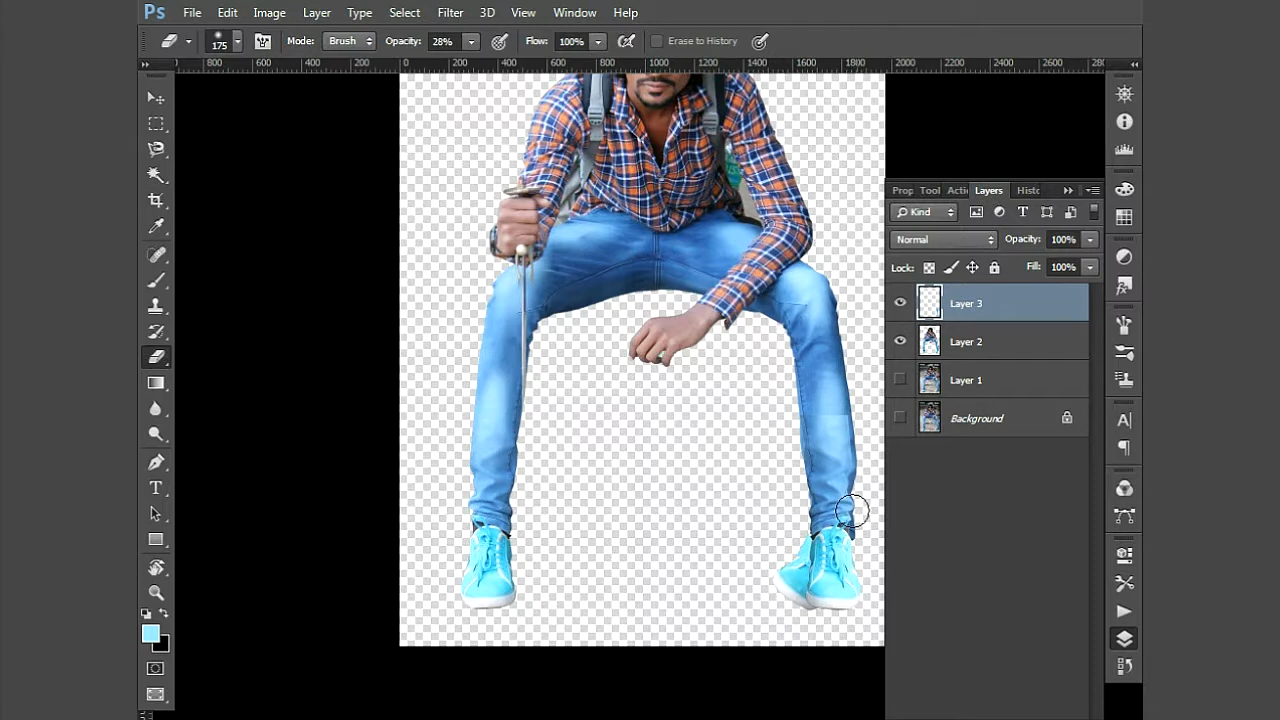 Ps File Edit Image Layer Type Select Filter 3D View Window Help
175 Mode: Brush Opacity: 28% Flow: 100% Erase to History
800 600 400 200 0 200 400 600 800 1000 1200 1400 1600 1800 2000 2200 2400 2600 28
Prop Tool Acti Layers Histo
Kind
Normal Opacity: 100%
Lock: Fill: 100%
Layer 3
Layer 2
Layer 1
Background